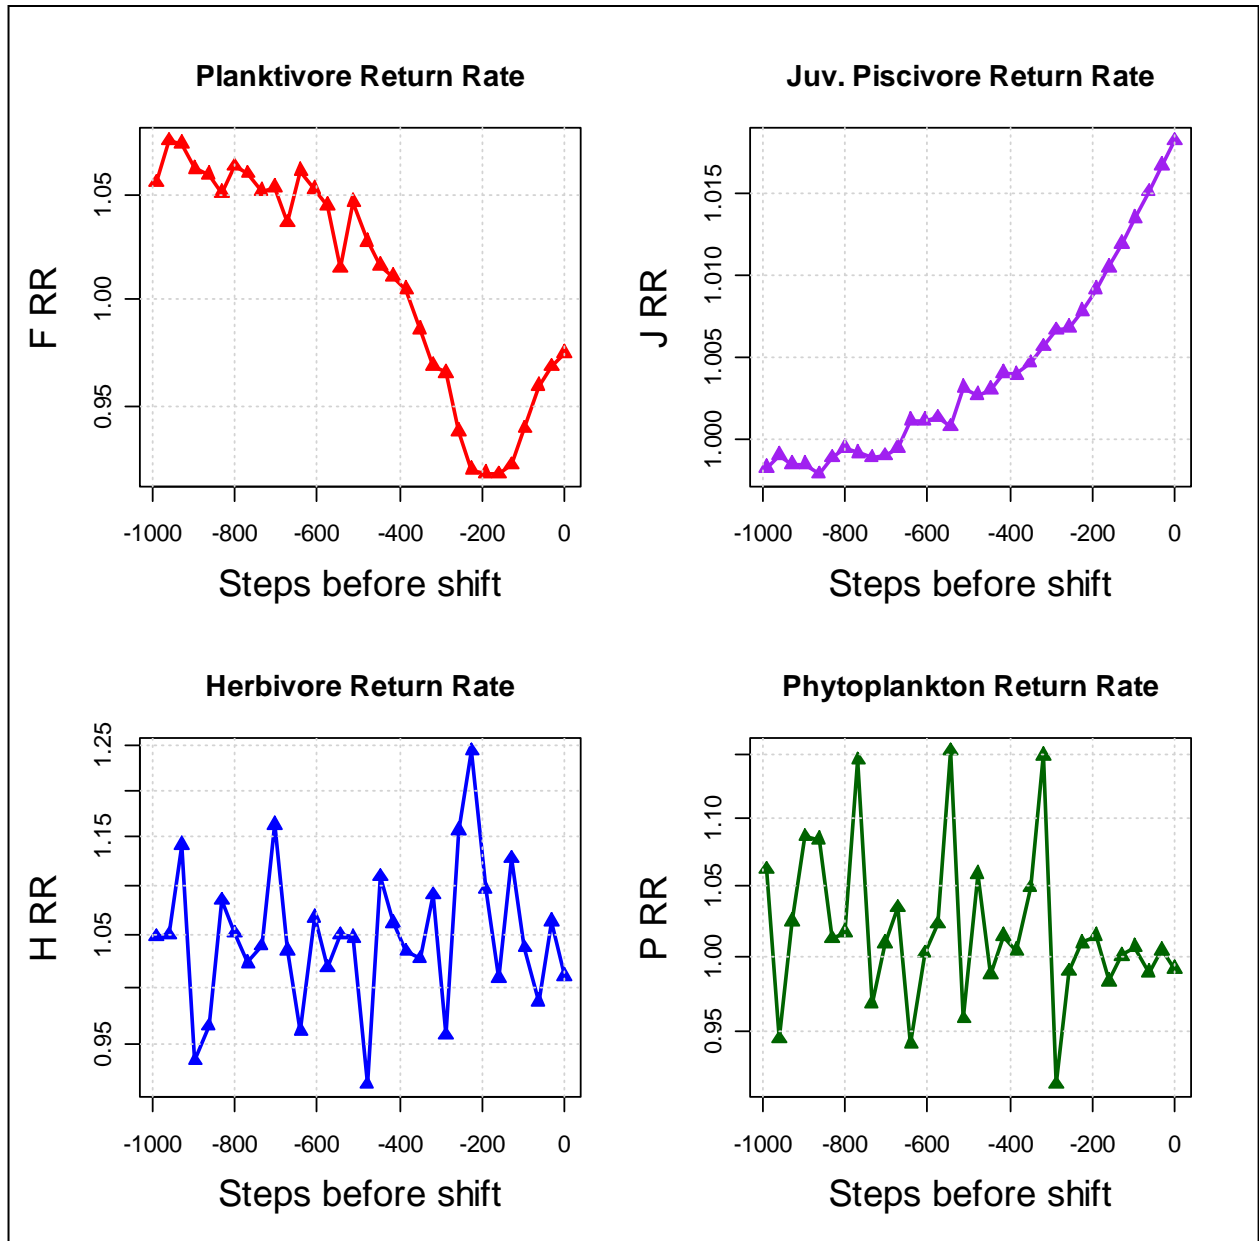 Planktivore Return Rate
F RR
1.05
1.00
0.95
-1000 -800 -600 -400 -200 0
Steps before shift
Juv. Piscivore Return Rate
J RR
1.015
1.010
1.005
1.000
-1000 -800 -600 -400 -200 0
Steps before shift
Herbivore Return Rate
H RR
1.25
1.15
1.05
0.95
-1000 -800 -600 -400 -200 0
Steps before shift
Phytoplankton Return Rate
P RR
1.10
1.05
1.00
0.95
-1000 -800 -600 -400 -200 0
Steps before shift